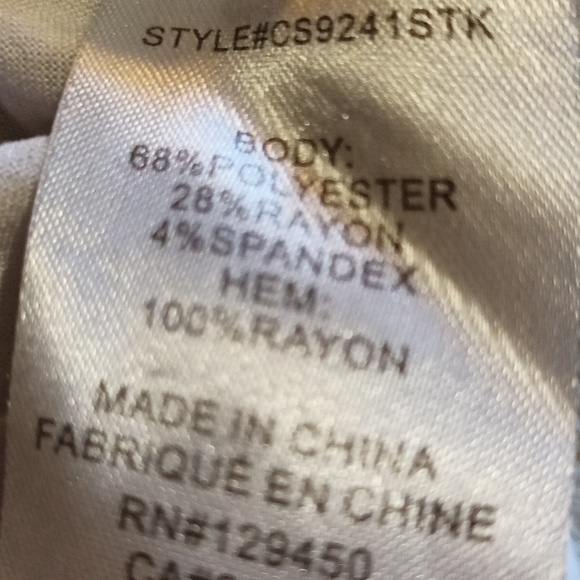 STYLE#CS9241STK
BODY:
68%POLYESTER
28%RAYON
4%SPANDEX
HEM:
100%RAYON
MADE IN CHINA
FABRIQUE EN CHINE
RN#129450